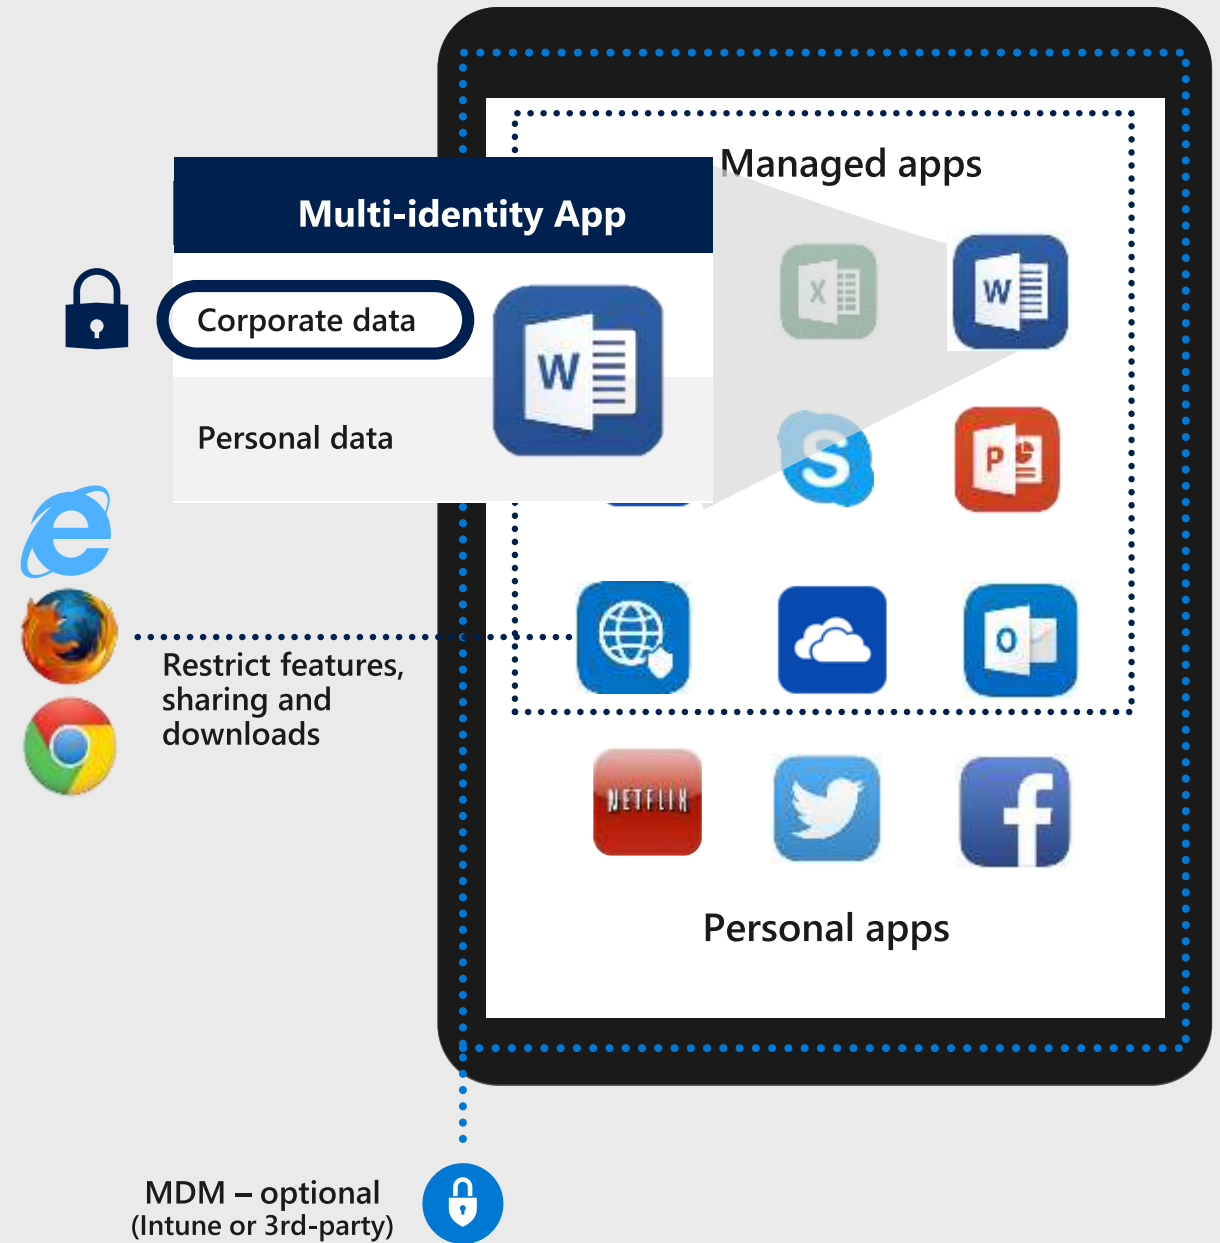 Managed apps
Multi-identity App
Corporate data
Personal data
X
W
W
S
P
Restrict features,
sharing and
downloads
O
NETFLIX
f
Personal apps
MDM – optional
(Intune or 3rd-party)